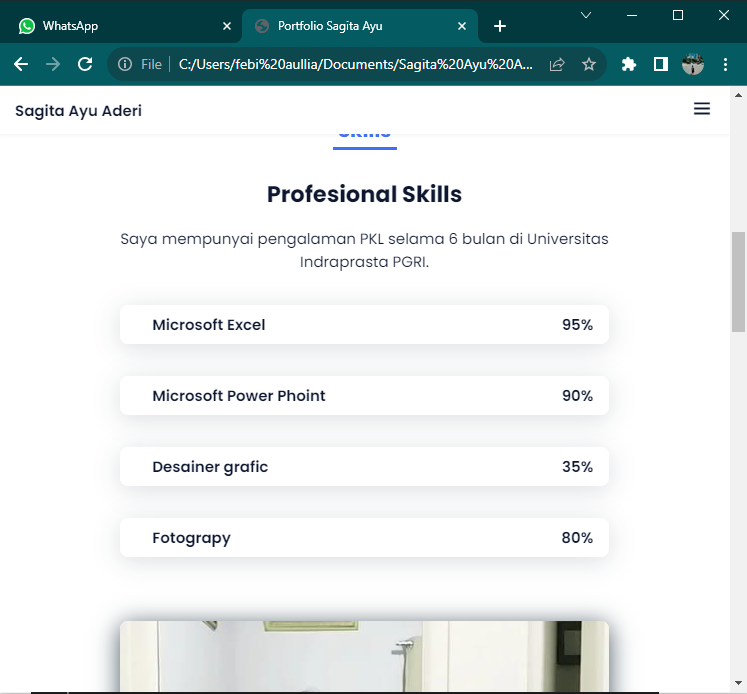 WhatsApp
Portfolio Sagita Ayu
File
C:/Users/febi%20aullia/Documents/Sagita%20Ayu%20A...
Sagita Ayu Aderi
Skills
Profesional Skills
Saya mempunyai pengalaman PKL selama 6 bulan di Universitas
Indraprasta PGRI.
Microsoft Excel 95%
Microsoft Power Phoint 90%
Desainer grafic 35%
Fotograpy 80%